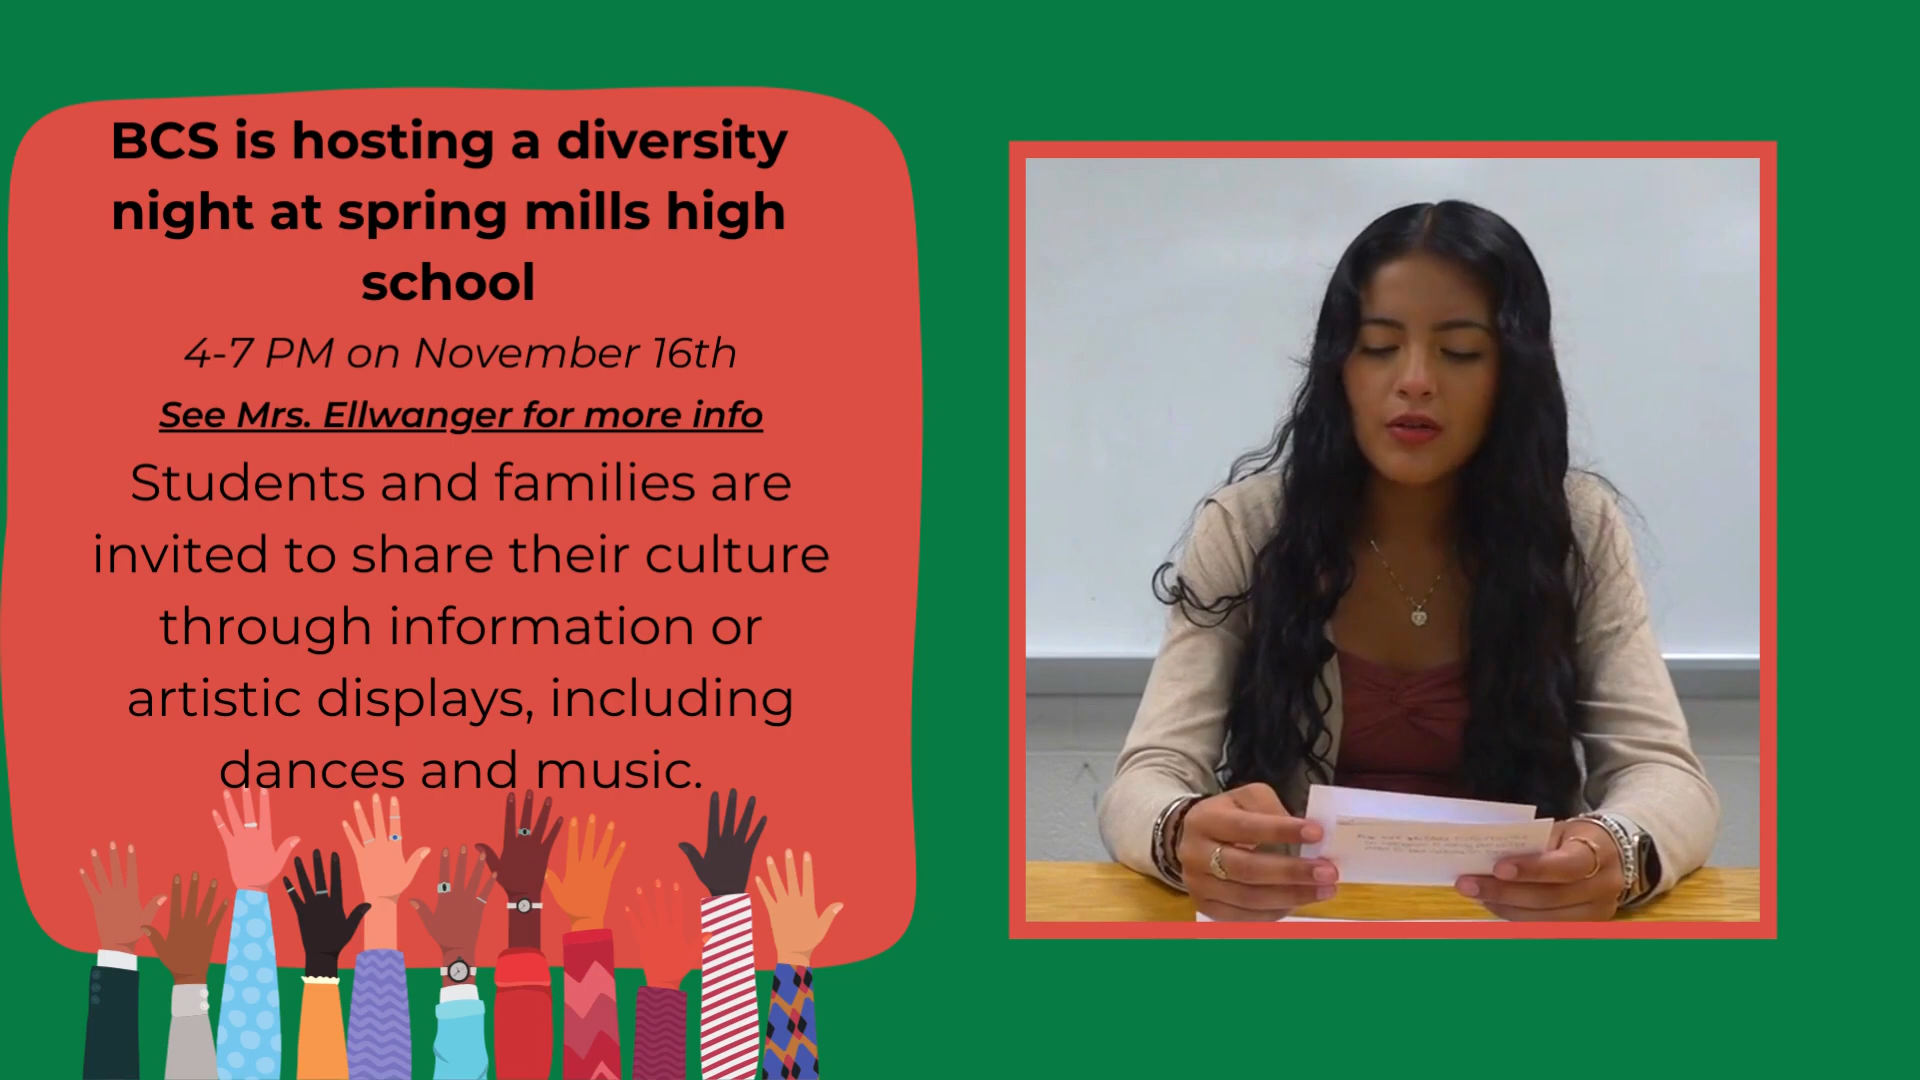 BCS is hosting a diversity
night at spring mills high
school
4-7 PM on November 16th
See Mrs. Ellwanger for more info
Students and families are
invited to share their culture
through information or
artistic displays, including
dances and music.